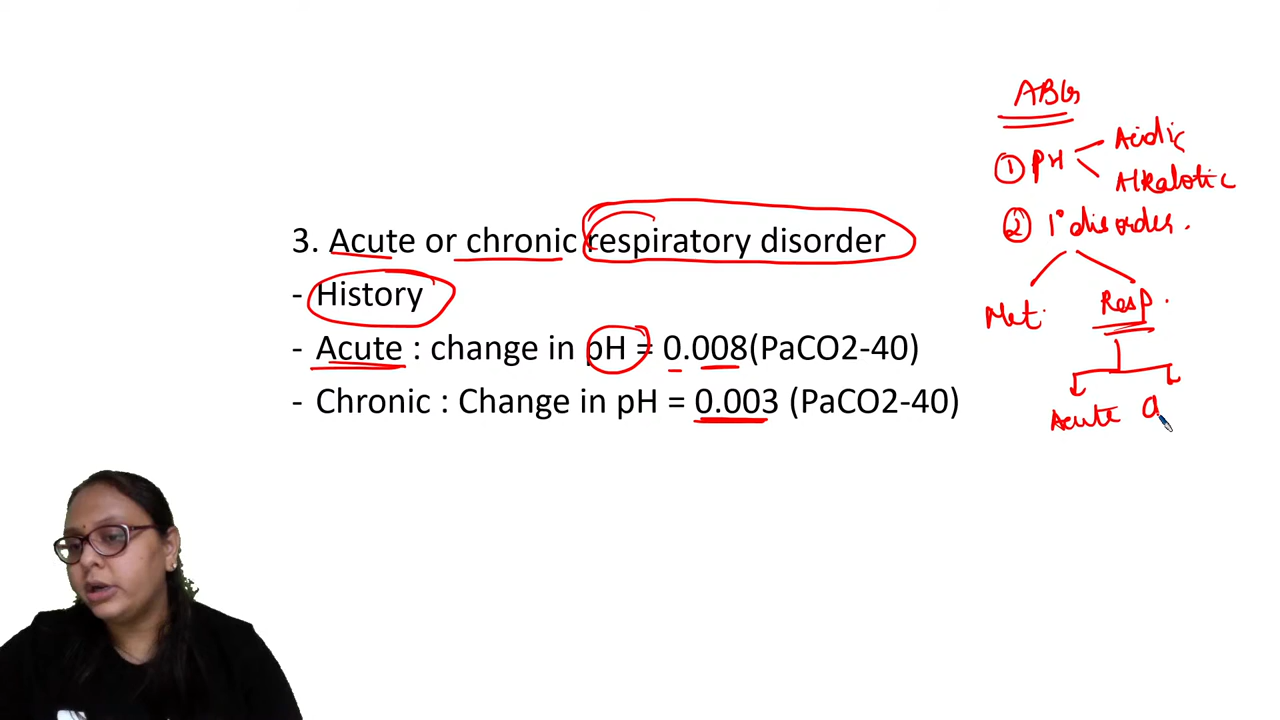 3. Acute or chronic respiratory disorder
- History
- Acute : change in pH = 0.008(PaCO2-40)
- Chronic : Change in pH = 0.003 (PaCO2-40)
ABG
① PH
Acidic
Alkalotic
② 1° disorder.
Met. Resp.
Acute